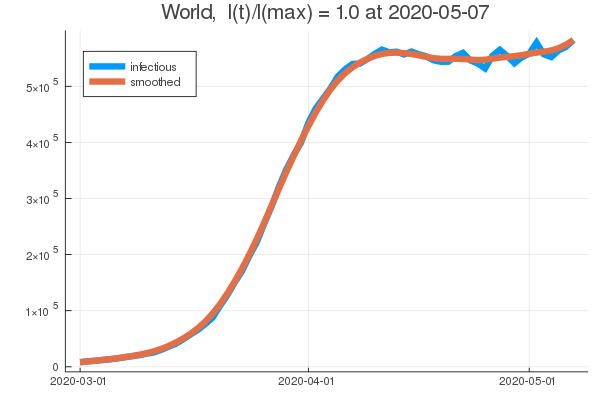 World,  I(t)/I(max) = 1.0 at 2020-05-07
infectious
smoothed
5×10 5
4×10 5
3×10 5
2×10 5
1×10 5
0
2020-03-01 2020-04-01 2020-05-01